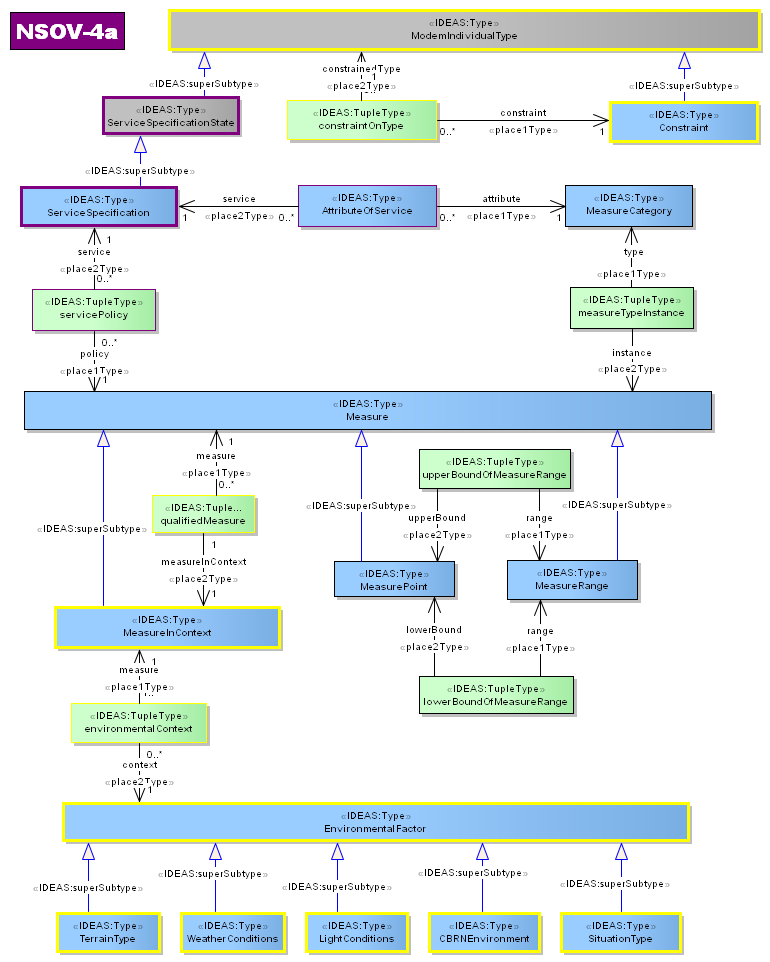 NSOV-4a
«IDEAS:Type»
ModemIndividualType
«IDEAS:superSubtype»
constrainedType
1
«place2Type»
«IDEAS:superSubtype»
«IDEAS:Type»
ServiceSpecificationState
«IDEAS:TupleType»
constraintOnType
constraint
0..*
«place1Type»
1
«IDEAS:Type»
Constraint
«IDEAS:superSubtype»
«IDEAS:Type»
ServiceSpecification
service
1
«place2Type»
0..*
«IDEAS:Type»
AttributeOfService
attribute
0..*
«place1Type»
1
«IDEAS:Type»
MeasureCategory
1
service
«place2Type»
0..*
type
«place1Type»
«IDEAS:TupleType»
servicePolicy
«IDEAS:TupleType»
measureTypeInstance
0..*
policy
«place1Type»
1
instance
«place2Type»
«IDEAS:Type»
Measure
1
measure
«place1Type»
0..*
«IDEAS:TupleType»
upperBoundOfMeasureRange
«IDEAS:superSubtype»
«IDEAS:Tuple...
qualifiedMeasure
«IDEAS:superSubtype»
upperBound
«place2Type»
range
«place1Type»
«IDEAS:superSubtype»
1
measureInContext
«place2Type»
1
«IDEAS:Type»
MeasurePoint
«IDEAS:Type»
MeasureRange
«IDEAS:Type»
MeasureInContext
lowerBound
«place2Type»
range
«place1Type»
1
measure
«place1Type»
«IDEAS:TupleType»
lowerBoundOfMeasureRange
«IDEAS:TupleType»
environmentalContext
0..*
context
«place2Type»
1
«IDEAS:Type»
EnvironmentalFactor
«IDEAS:superSubtype»
«IDEAS:superSubtype»
«IDEAS:superSubtype»
«IDEAS:superSubtype»
«IDEAS:superSubtype»
«IDEAS:Type»
TerrainType
«IDEAS:Type»
WeatherConditions
«IDEAS:Type»
LightConditions
«IDEAS:Type»
CBRNEnvironment
«IDEAS:Type»
SituationType